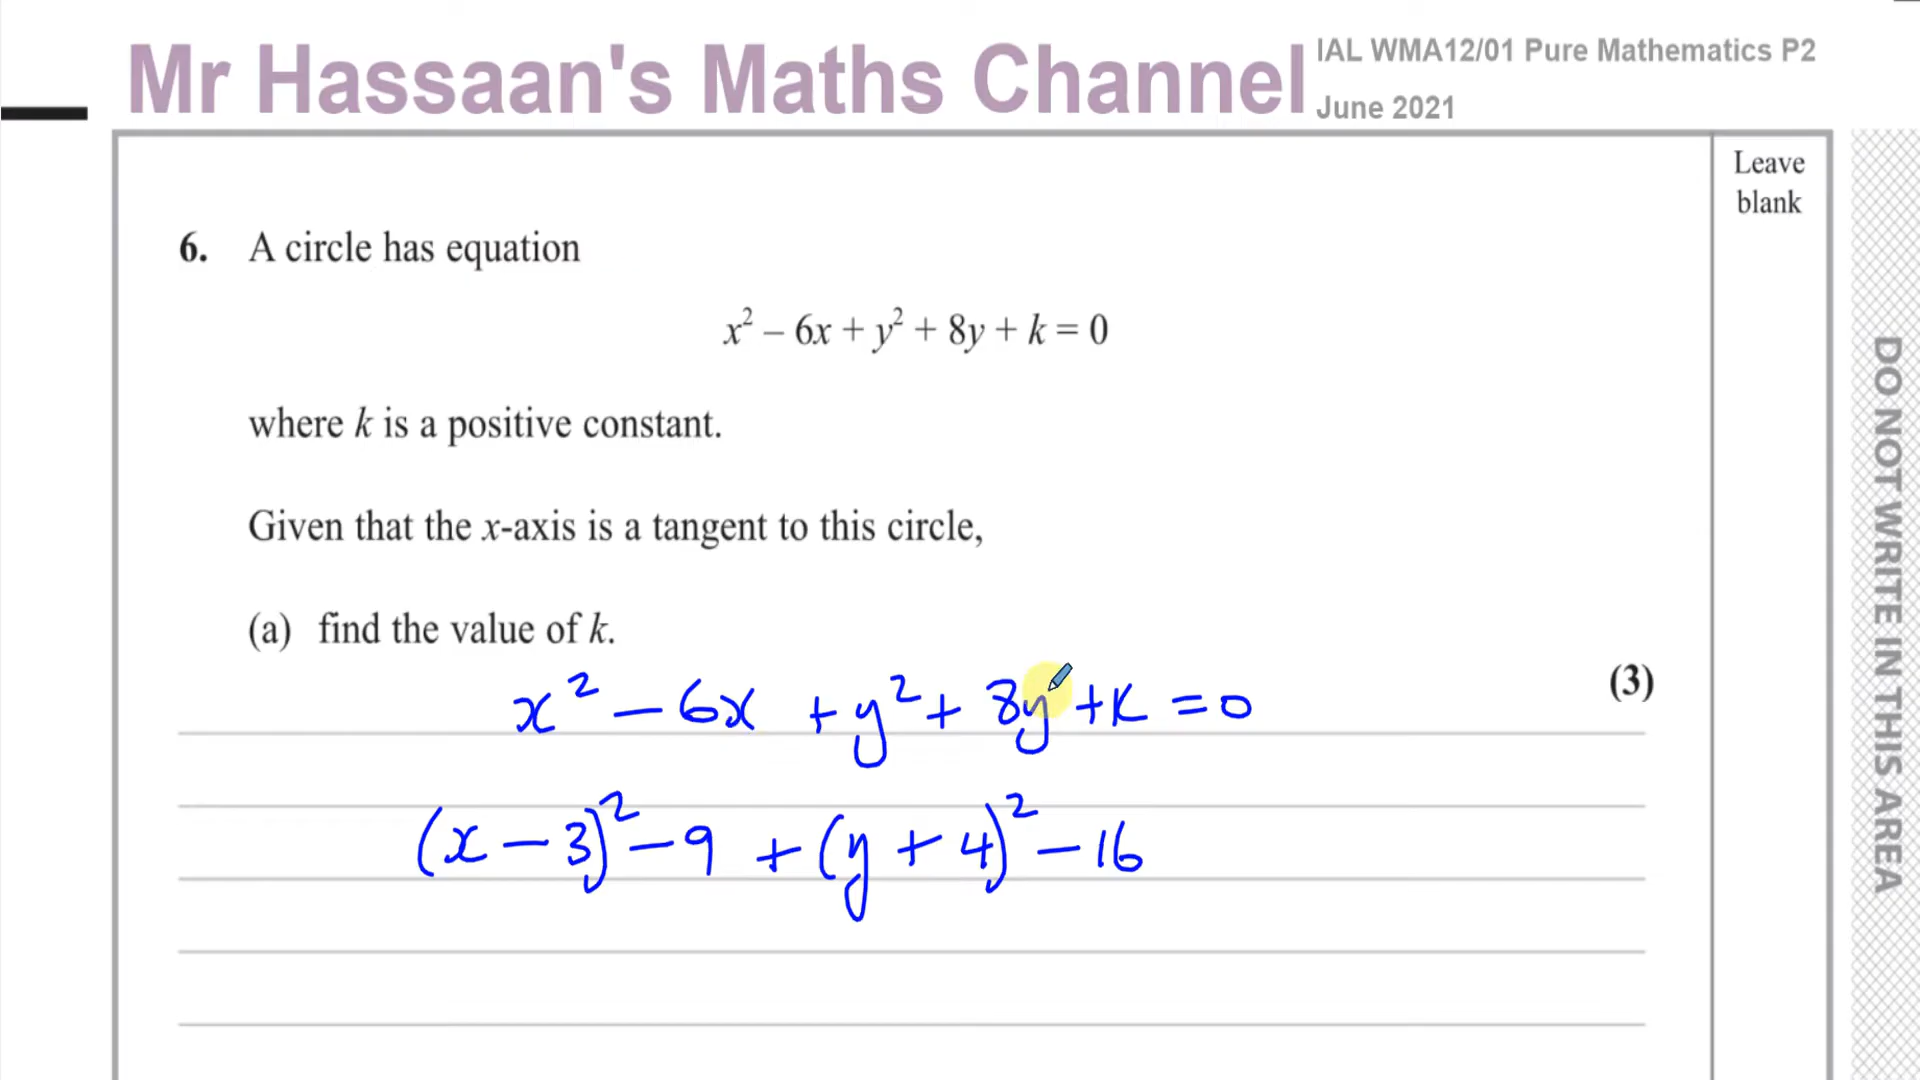 Mr Hassaan's Maths Channel
IAL WMA12/01 Pure Mathematics P2
June 2021
Leave
blank
6. A circle has equation
x² – 6x + y² + 8y + k = 0
where k is a positive constant.
Given that the x-axis is a tangent to this circle,
(a) find the value of k.
(3)
x² – 6x + y² + 8y + k = 0
(x – 3)² – 9 + (y + 4)² – 16
DO NOT WRITE IN THIS AREA